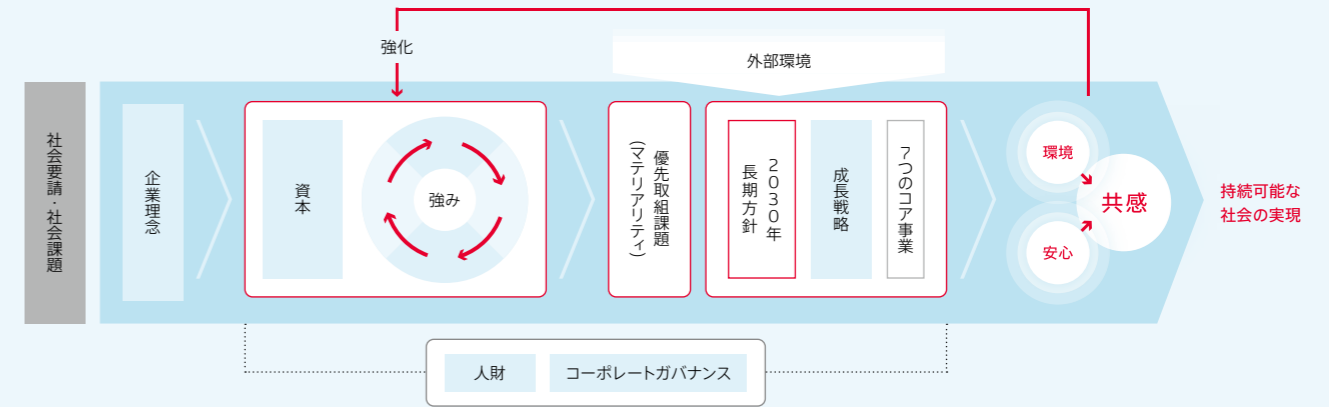 強化
外部環境
社会要請・社会課題
企業理念
資本
強み
優先取組課題
(マテリアリティ)
2030年
長期方針
成長戦略
7つのコア事業
環境
安心
共感
持続可能な
社会の実現
人財
コーポレートガバナンス